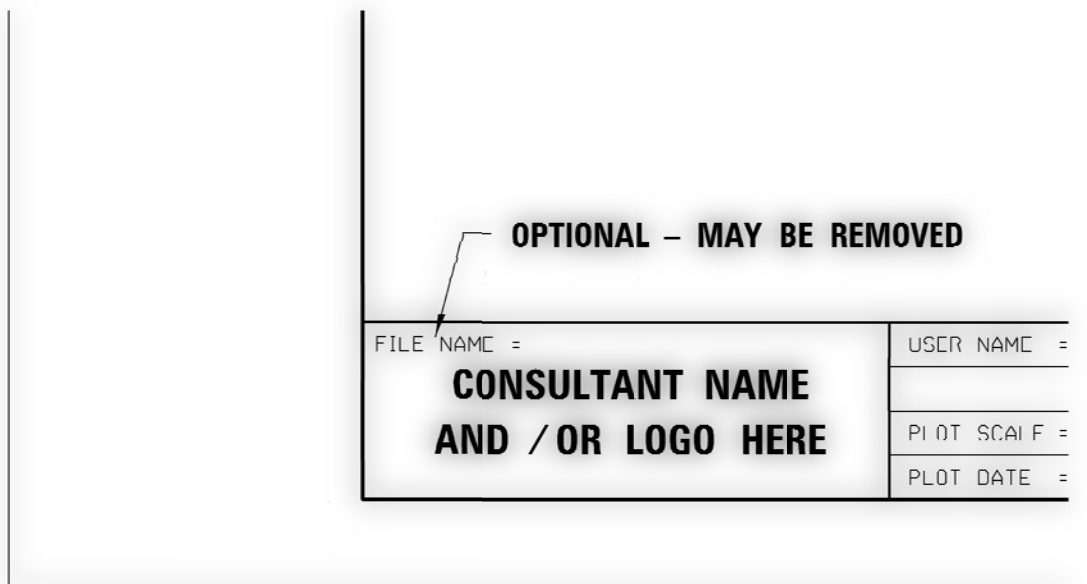 OPTIONAL – MAY BE REMOVED
FILE NAME =
CONSULTANT NAME
AND / OR LOGO HERE
USER NAME =
PLOT SCALE =
PLOT DATE =